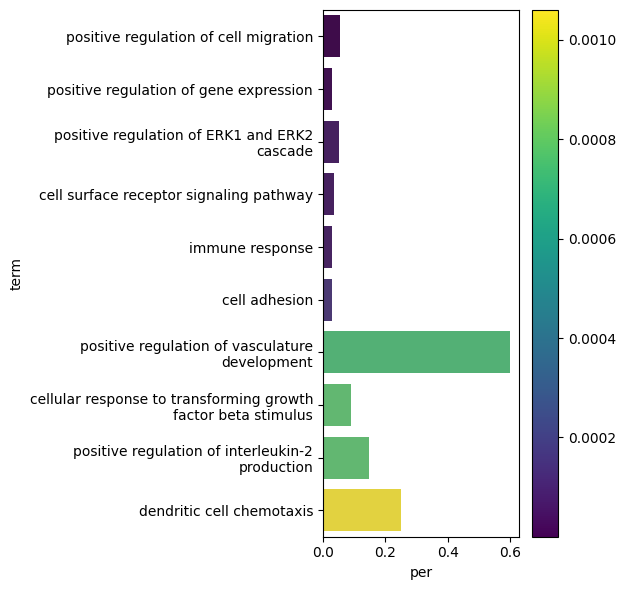 positive regulation of cell migration
positive regulation of gene expression
positive regulation of ERK1 and ERK2
cascade
cell surface receptor signaling pathway
immune response
cell adhesion
positive regulation of vasculature
development
cellular response to transforming growth
factor beta stimulus
positive regulation of interleukin-2
production
dendritic cell chemotaxis
term
0.0 0.2 0.4 0.6
per
0.0010
0.0008
0.0006
0.0004
0.0002